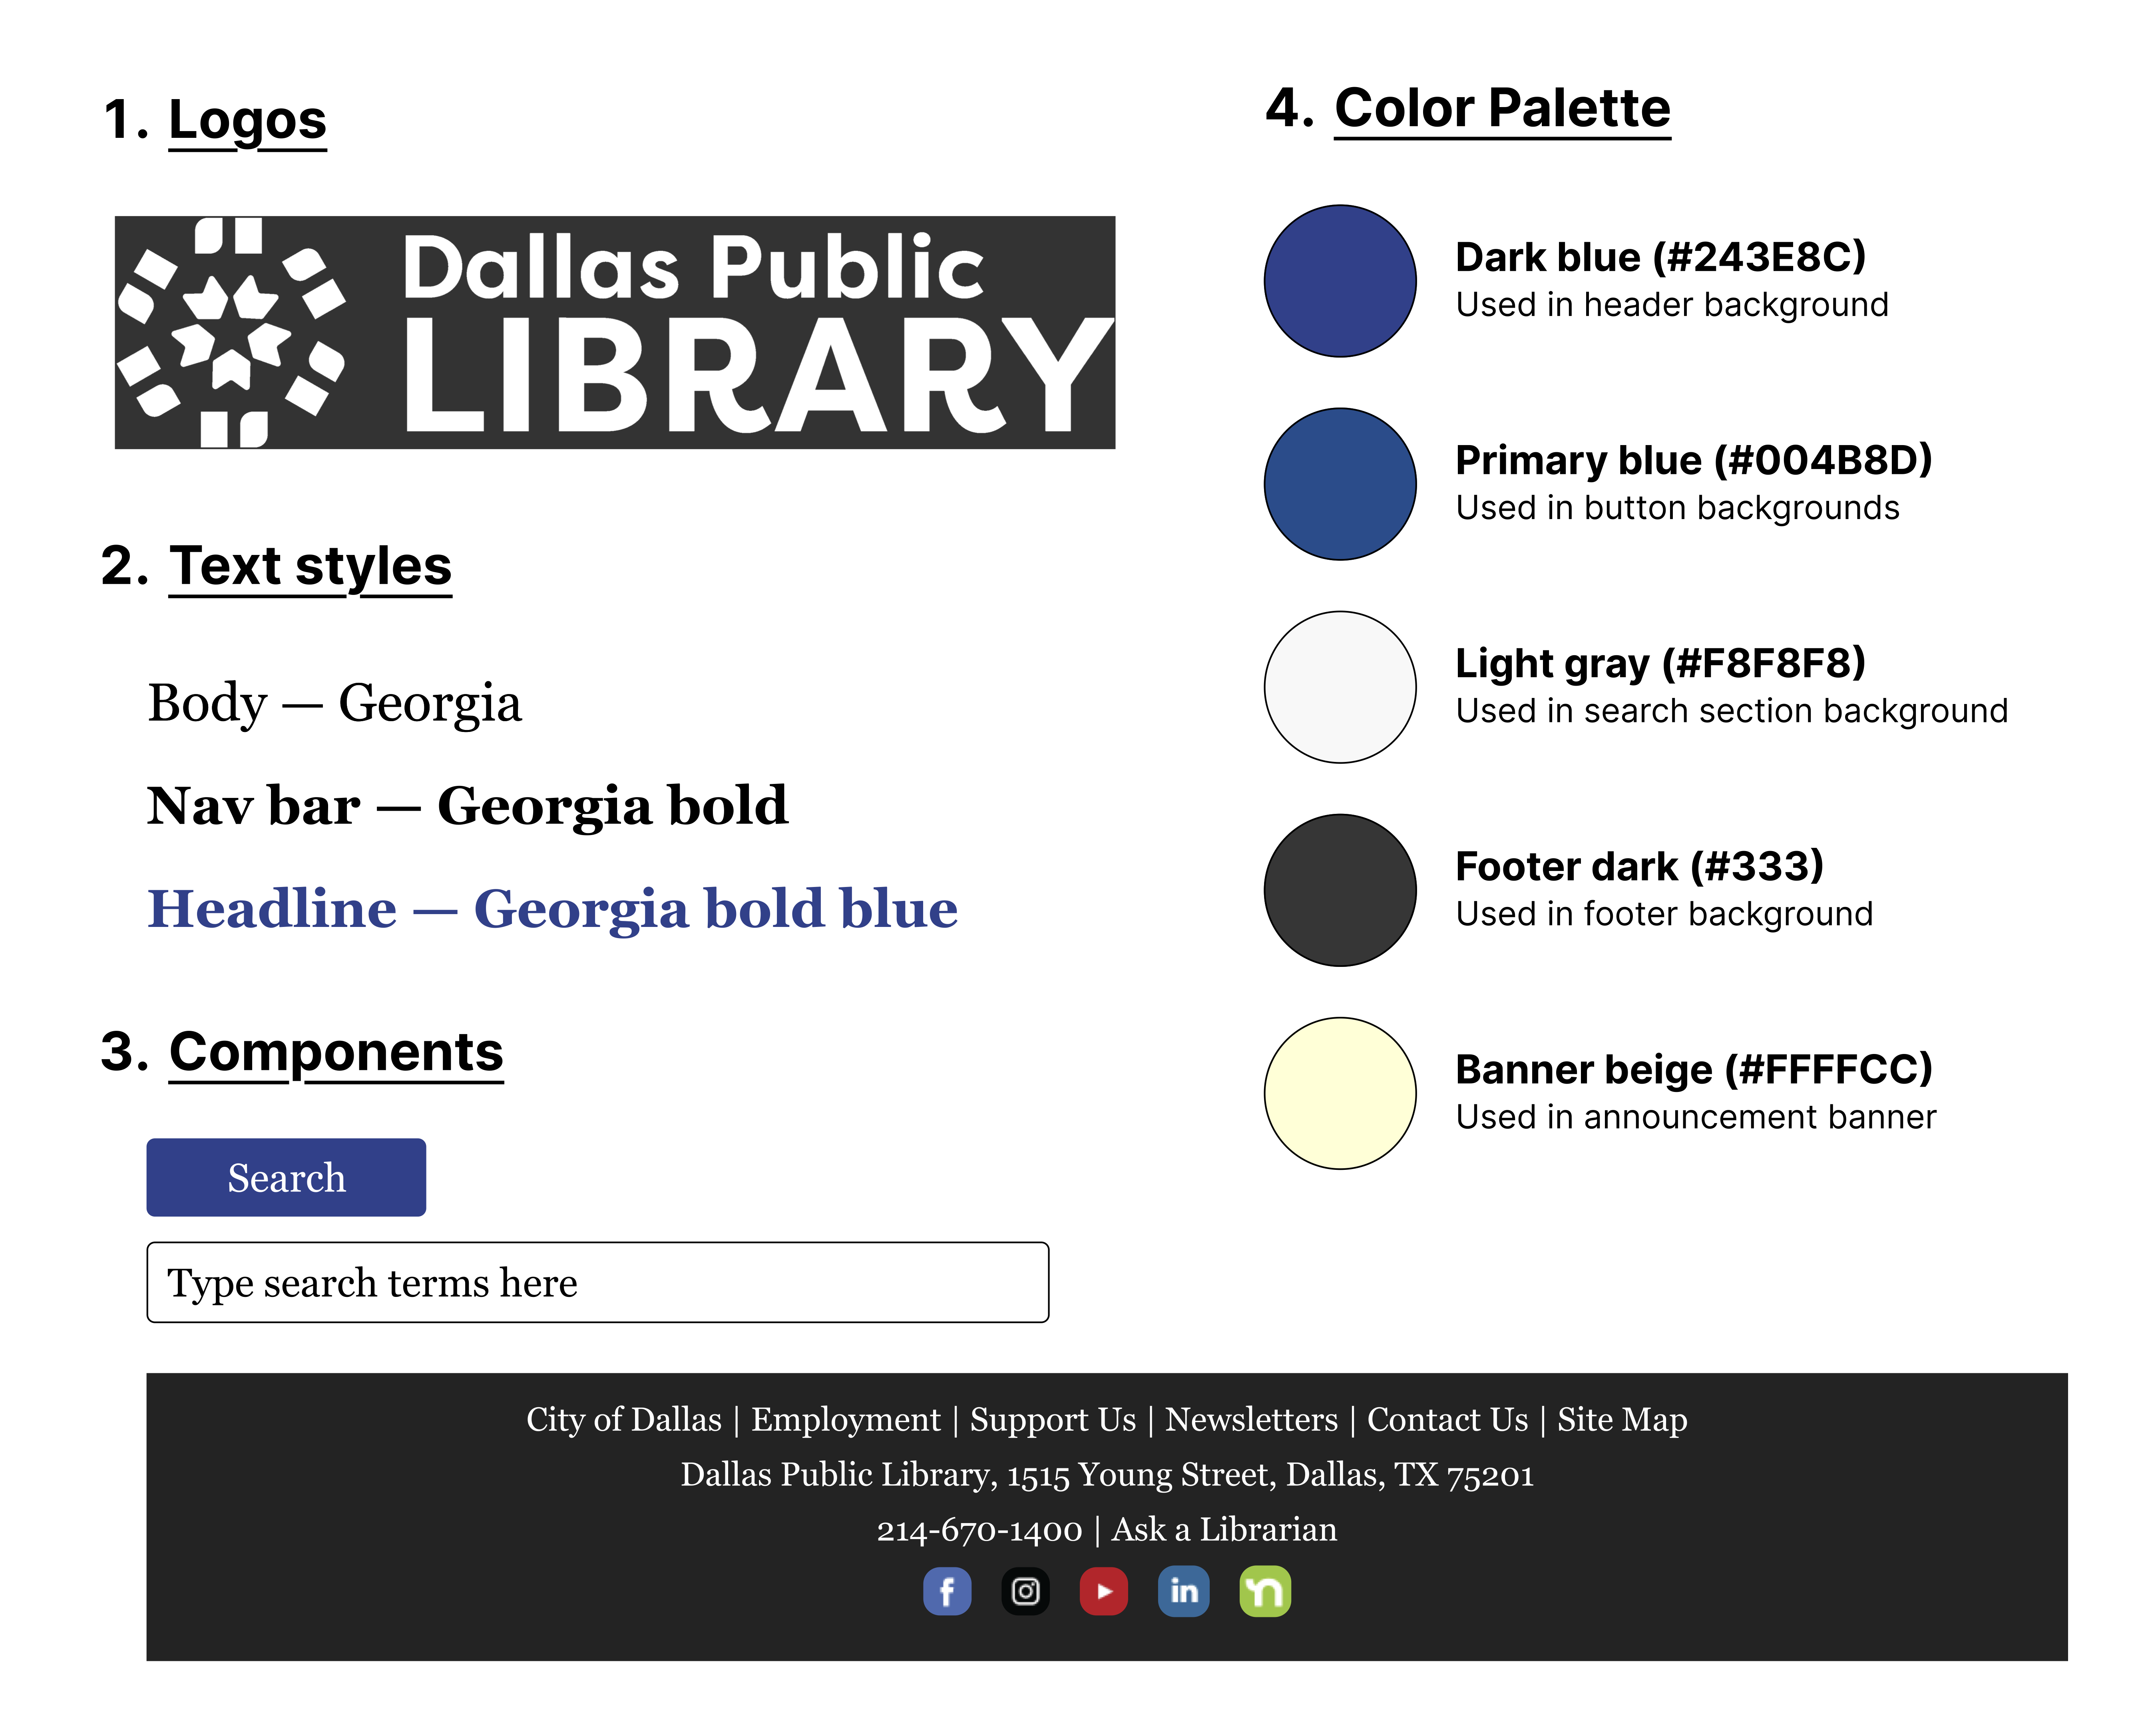 1. Logos
Dallas Public
LIBRARY
2. Text styles
Body — Georgia
Nav bar — Georgia bold
Headline — Georgia bold blue
3. Components
Search
Type search terms here
4. Color Palette
Dark blue (#243E8C)
Used in header background
Primary blue (#004B8D)
Used in button backgrounds
Light gray (#F8F8F8)
Used in search section background
Footer dark (#333)
Used in footer background
Banner beige (#FFFFCC)
Used in announcement banner
City of Dallas | Employment | Support Us | Newsletters | Contact Us | Site Map
Dallas Public Library, 1515 Young Street, Dallas, TX 75201
214-670-1400 | Ask a Librarian
f
in
n